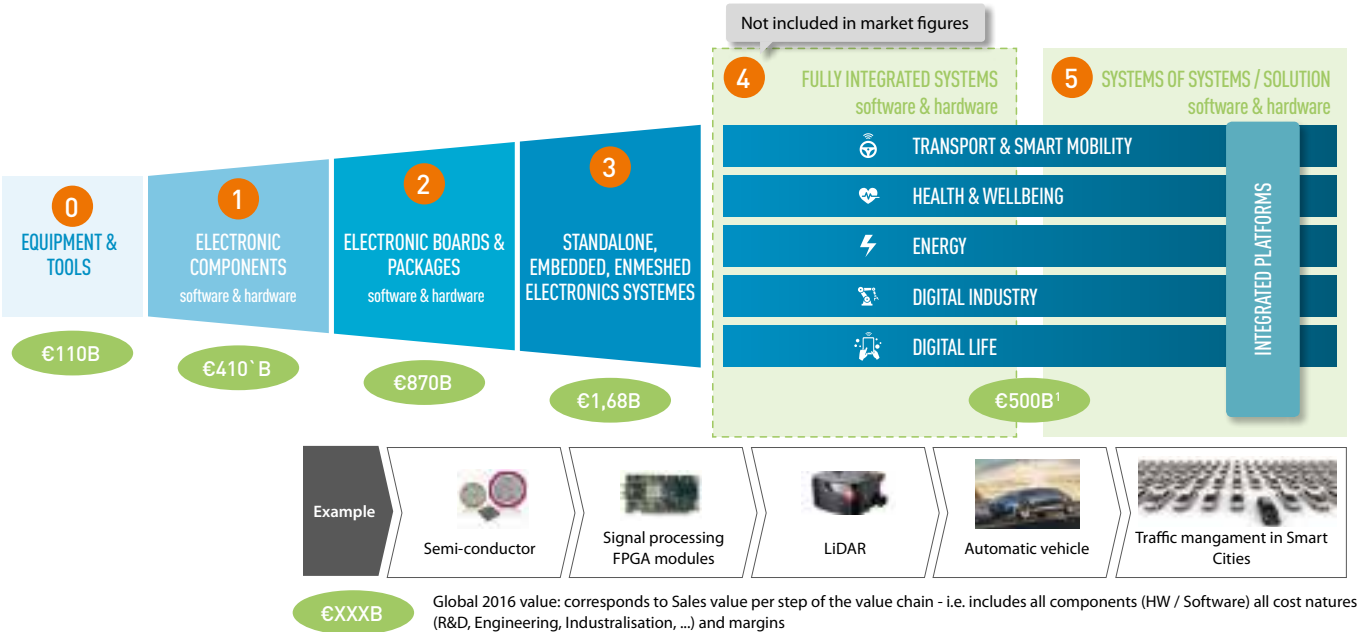 Not included in market figures
4
FULLY INTEGRATED SYSTEMS
software & hardware
5
SYSTEMS OF SYSTEMS / SOLUTION
software & hardware
0
EQUIPMENT &
TOOLS
1
ELECTRONIC
COMPONENTS
software & hardware
2
ELECTRONIC BOARDS &
PACKAGES
software & hardware
3
STANDALONE,
EMBEDDED, ENMESHED
ELECTRONICS SYSTEMES
TRANSPORT & SMART MOBILITY
HEALTH & WELLBEING
ENERGY
DIGITAL INDUSTRY
DIGITAL LIFE
INTEGRATED PLATFORMS
€110B
€410`B
€870B
€1,68B
€500B¹
Example
Semi-conductor
Signal processing
FPGA modules
LiDAR
Automatic vehicle
Traffic mangament in Smart
Cities
€XXXB
Global 2016 value: corresponds to Sales value per step of the value chain - i.e. includes all components (HW / Software) all cost natures
(R&D, Engineering, Industralisation, ...) and margins